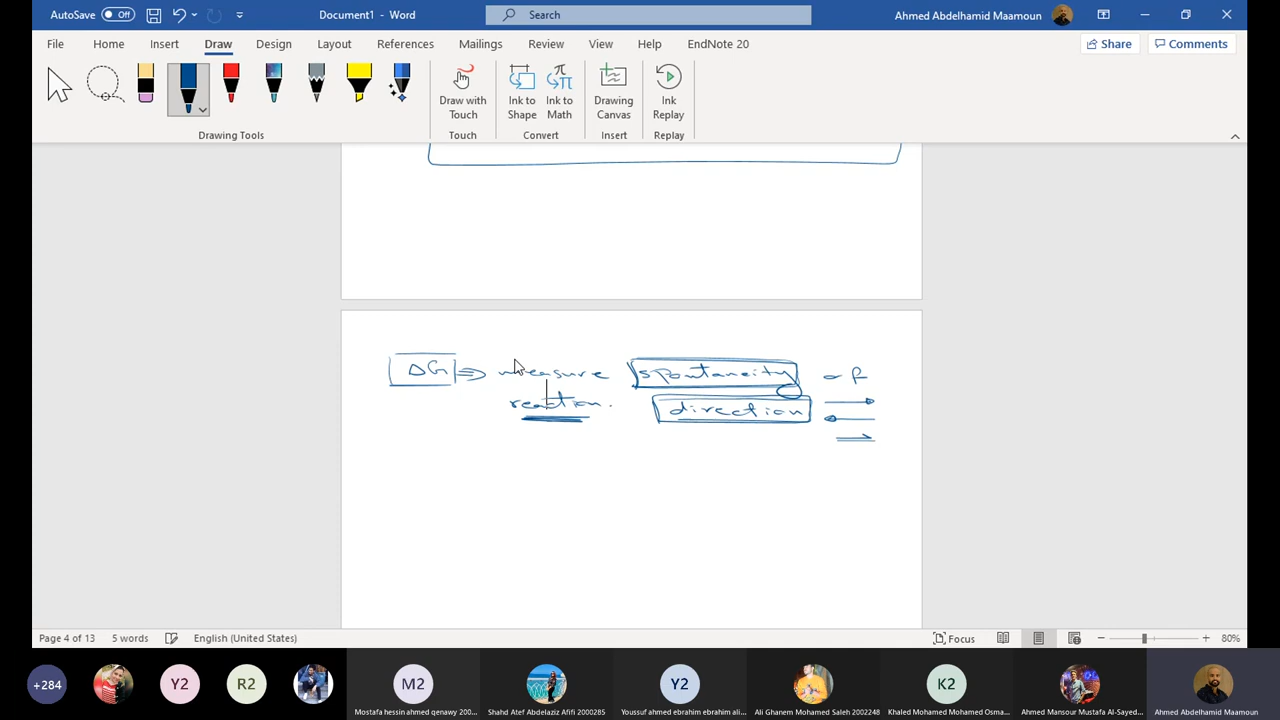 AutoSave Off Document1 - Word Search Ahmed Abdelhamid Maamoun
File Home Insert Draw Design Layout References Mailings Review View Help EndNote 20 Share Comments
Draw with Touch Ink to Shape Ink to Math Drawing Canvas Ink Replay
Drawing Tools Touch Convert Insert Replay
ΔG ⇒ measure spontaneity of
reaction. direction
Page 4 of 13 5 words English (United States) Focus 80%
+284 Y2 R2 M2 Y2 K2
Mostafa hessin ahmed qenawy 200... Shahd Atef Abdelaziz Afifi 2000285 Youssuf ahmed ebrahim ebrahim ali... Ali Ghanem Mohamed Saleh 2002248 Khaled Mohamed Mohamed Osma... Ahmed Mansour Mustafa Al-Sayed... Ahmed Abdelhamid Maamoun